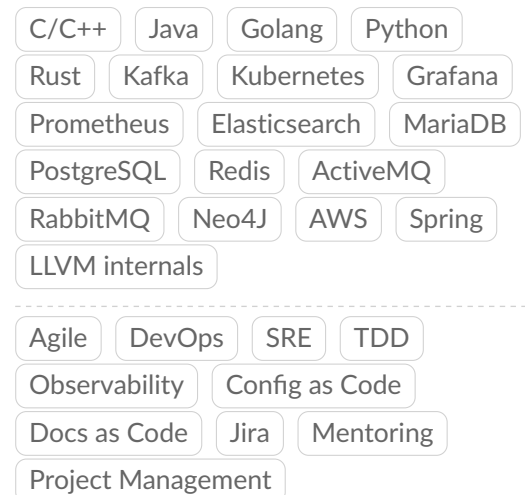 C/C++ Java Golang Python
Rust Kafka Kubernetes Grafana
Prometheus Elasticsearch MariaDB
PostgreSQL Redis ActiveMQ
RabbitMQ Neo4J AWS Spring
LLVM internals
Agile DevOps SRE TDD
Observability Config as Code
Docs as Code Jira Mentoring
Project Management